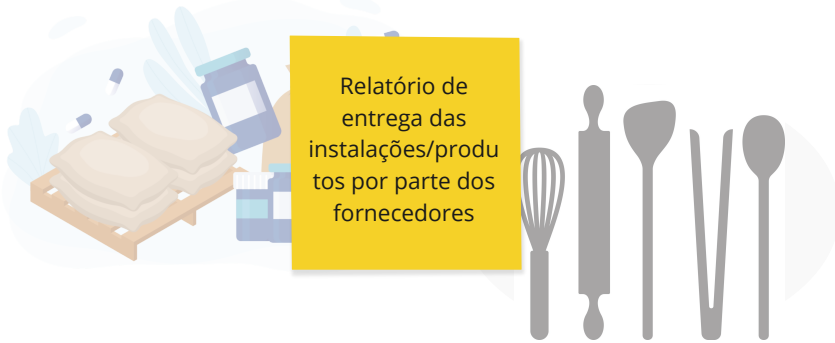 Relatório de
entrega das
instalações/produ
tos por parte dos
fornecedores